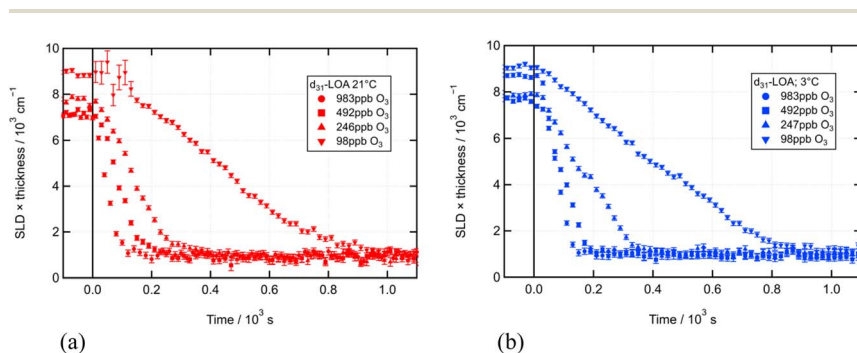 10
8
6
4
2
0
SLD × thickness / 10³ cm⁻¹
d₃₁-LOA 21°C
983ppb O₃
492ppb O₃
246ppb O₃
98ppb O₃
0.0 0.2 0.4 0.6 0.8 1.0
Time / 10³ s
(a)
10
8
6
4
2
0
SLD × thickness / 10³ cm⁻¹
d₃₁-LOA; 3°C
983ppb O₃
492ppb O₃
247ppb O₃
98ppb O₃
0.0 0.2 0.4 0.6 0.8 1.0
Time / 10³ s
(b)